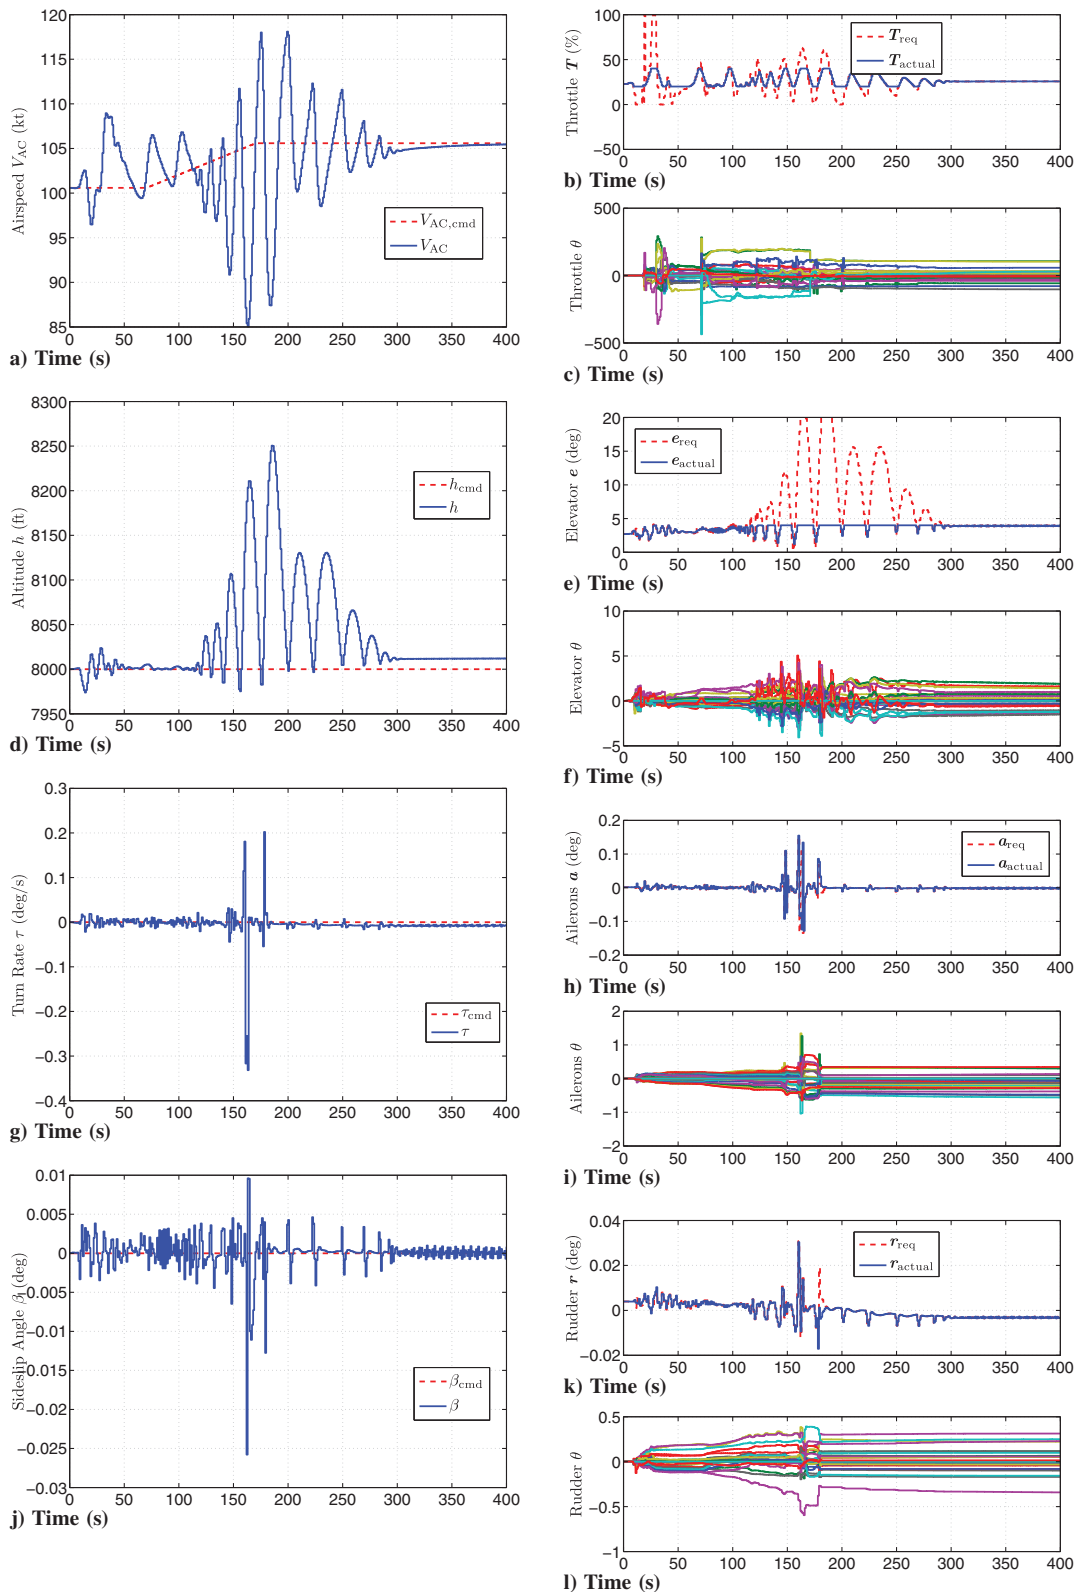 120
115
110
105
100
95
90
85
Airspeed V_AC (kt)
V_AC,cmd
V_AC
0 50 100 150 200 250 300 350 400
a) Time (s)
100
50
0
−50
Throttle T (%)
T_req
T_actual
0 50 100 150 200 250 300 350 400
b) Time (s)
500
0
−500
Throttle θ
0 50 100 150 200 250 300 350 400
c) Time (s)
8300
8250
8200
8150
8100
8050
8000
7950
Altitude h (ft)
h_cmd
h
0 50 100 150 200 250 300 350 400
d) Time (s)
20
15
10
5
0
Elevator e (deg)
e_req
e_actual
0 50 100 150 200 250 300 350 400
e) Time (s)
10
5
0
−5
Elevator θ
0 50 100 150 200 250 300 350 400
f) Time (s)
0.3
0.2
0.1
0
−0.1
−0.2
−0.3
−0.4
Turn Rate τ (deg/s)
τ_cmd
τ
0 50 100 150 200 250 300 350 400
g) Time (s)
0.2
0.1
0
−0.1
−0.2
Ailerons a (deg)
a_req
a_actual
0 50 100 150 200 250 300 350 400
h) Time (s)
2
1
0
−1
−2
Ailerons θ
0 50 100 150 200 250 300 350 400
i) Time (s)
0.01
0.005
0
−0.005
−0.01
−0.015
−0.02
−0.025
−0.03
Sideslip Angle β (deg)
β_cmd
β
0 50 100 150 200 250 300 350 400
j) Time (s)
0.04
0.02
0
−0.02
Rudder r (deg)
r_req
r_actual
0 50 100 150 200 250 300 350 400
k) Time (s)
0.5
0
−0.5
−1
Rudder θ
0 50 100 150 200 250 300 350 400
l) Time (s)